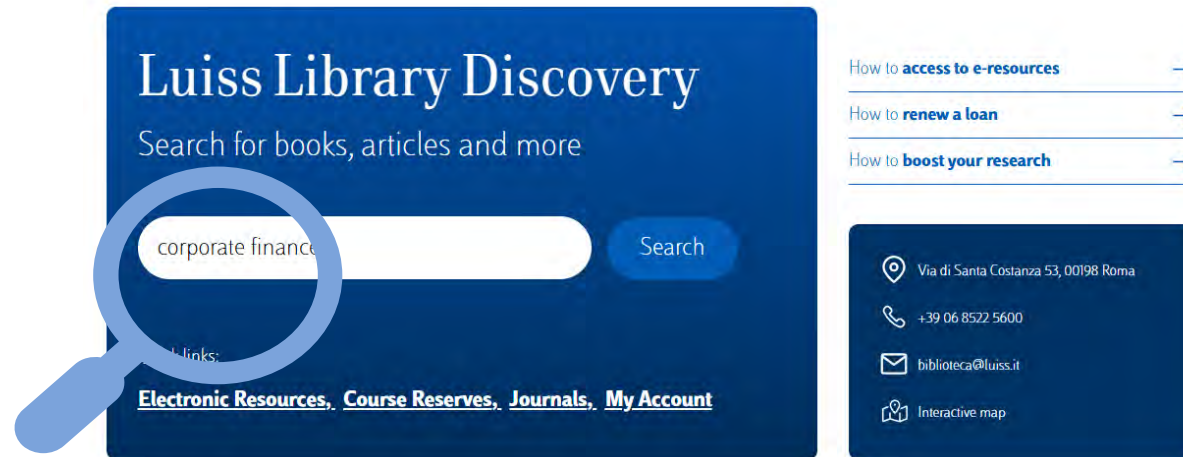 Luiss Library Discovery
Search for books, articles and more
corporate finance
Search
links:
Electronic Resources, Course Reserves, Journals, My Account
How to access to e-resources
How to renew a loan
How to boost your research
Via di Santa Costanza 53, 00198 Roma
+39 06 8522 5600
biblioteca@luiss.it
Interactive map